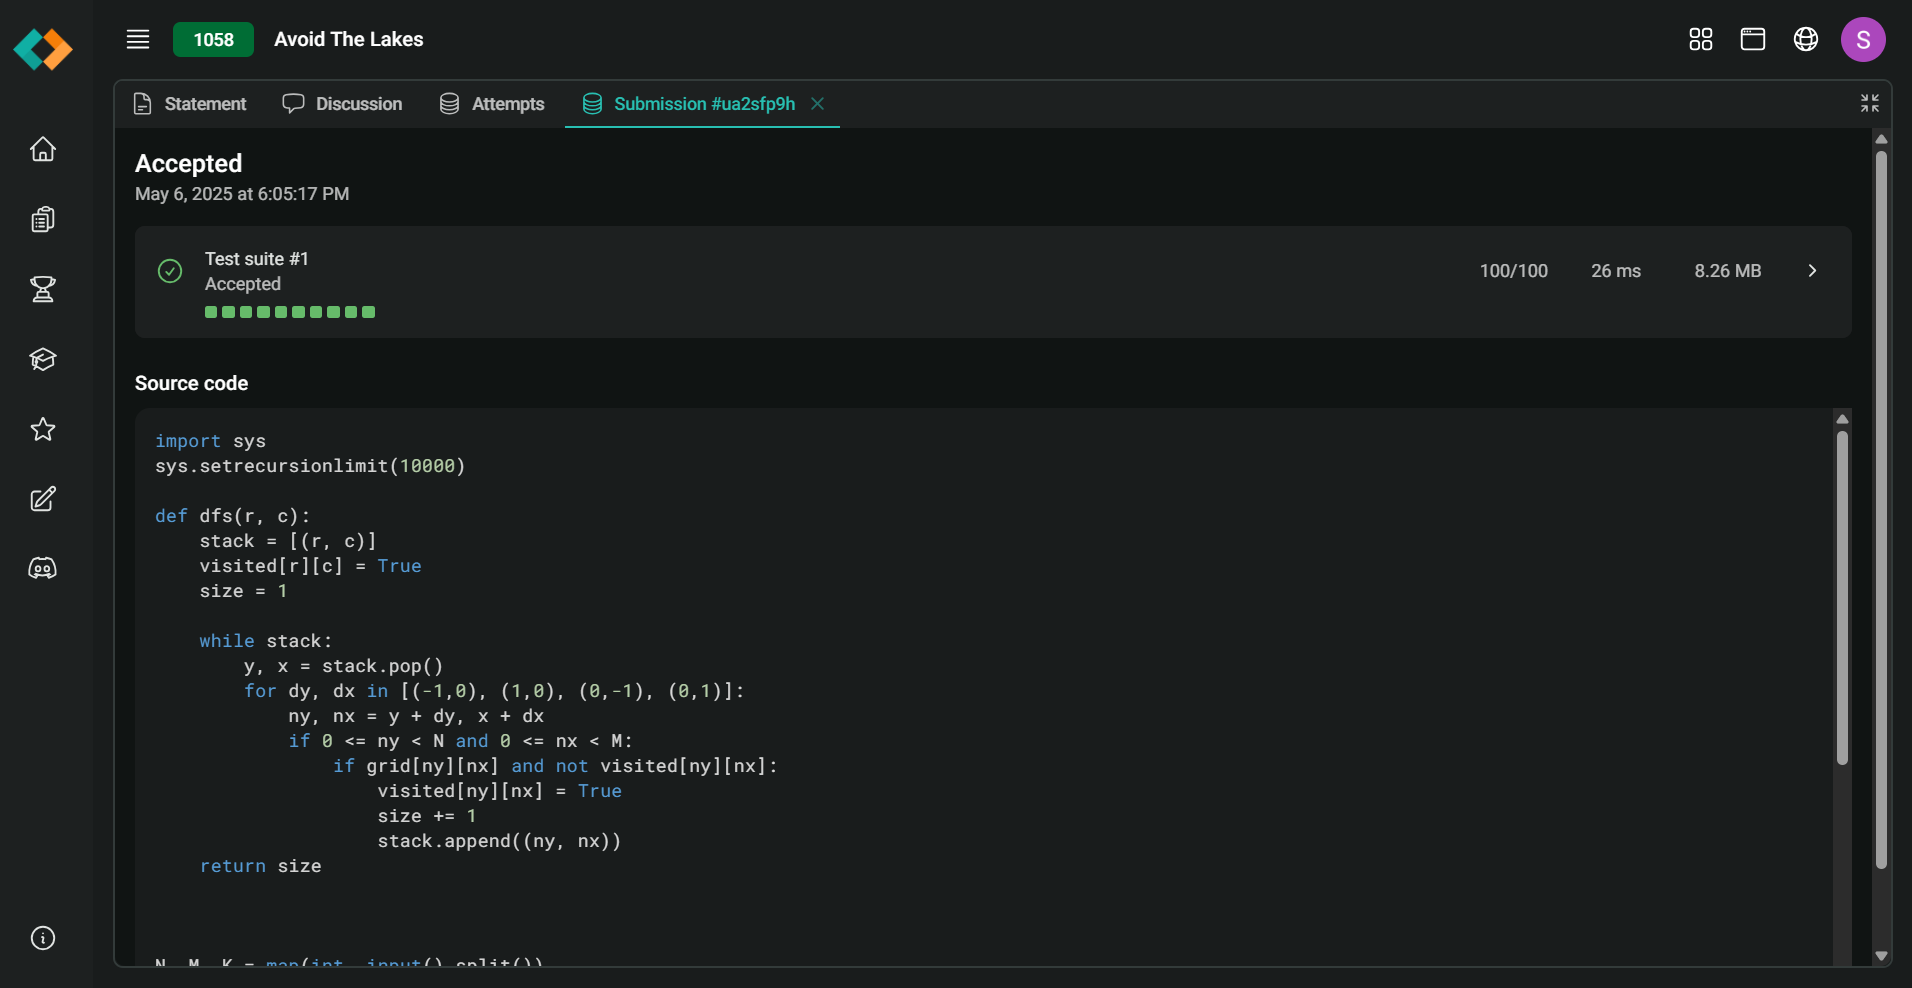 1058 Avoid The Lakes S
Statement Discussion Attempts Submission #ua2sfp9h
Accepted
May 6, 2025 at 6:05:17 PM
Test suite #1
Accepted
100/100 26 ms 8.26 MB
Source code
import sys
sys.setrecursionlimit(10000)
def dfs(r, c):
    stack = [(r, c)]
    visited[r][c] = True
    size = 1
    while stack:
        y, x = stack.pop()
        for dy, dx in [(-1,0), (1,0), (0,-1), (0,1)]:
            ny, nx = y + dy, x + dx
            if 0 <= ny < N and 0 <= nx < M:
                if grid[ny][nx] and not visited[ny][nx]:
                    visited[ny][nx] = True
                    size += 1
                    stack.append((ny, nx))
    return size
N, M, K = map(int, input().split())